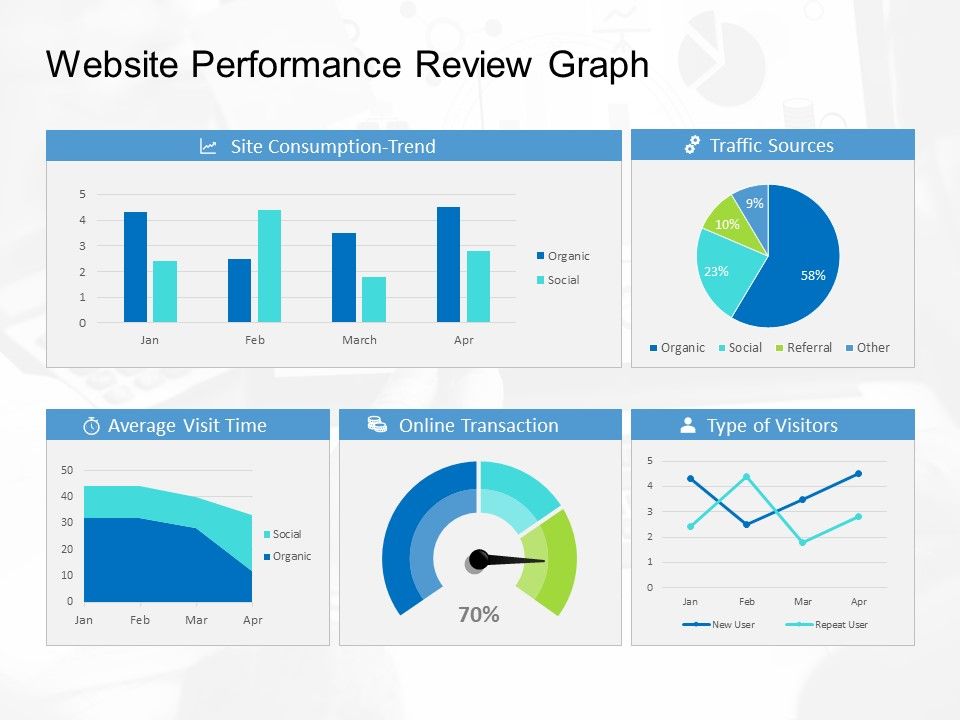 Website Performance Review Graph
Site Consumption-Trend
5
4
3
2
1
0
Jan Feb March Apr
Organic
Social
Traffic Sources
9%
10%
23%
58%
Organic Social Referral Other
Average Visit Time
50
40
30
20
10
0
Jan Feb Mar Apr
Social
Organic
Online Transaction
70%
Type of Visitors
5
4
3
2
1
0
Jan Feb Mar Apr
New User Repeat User